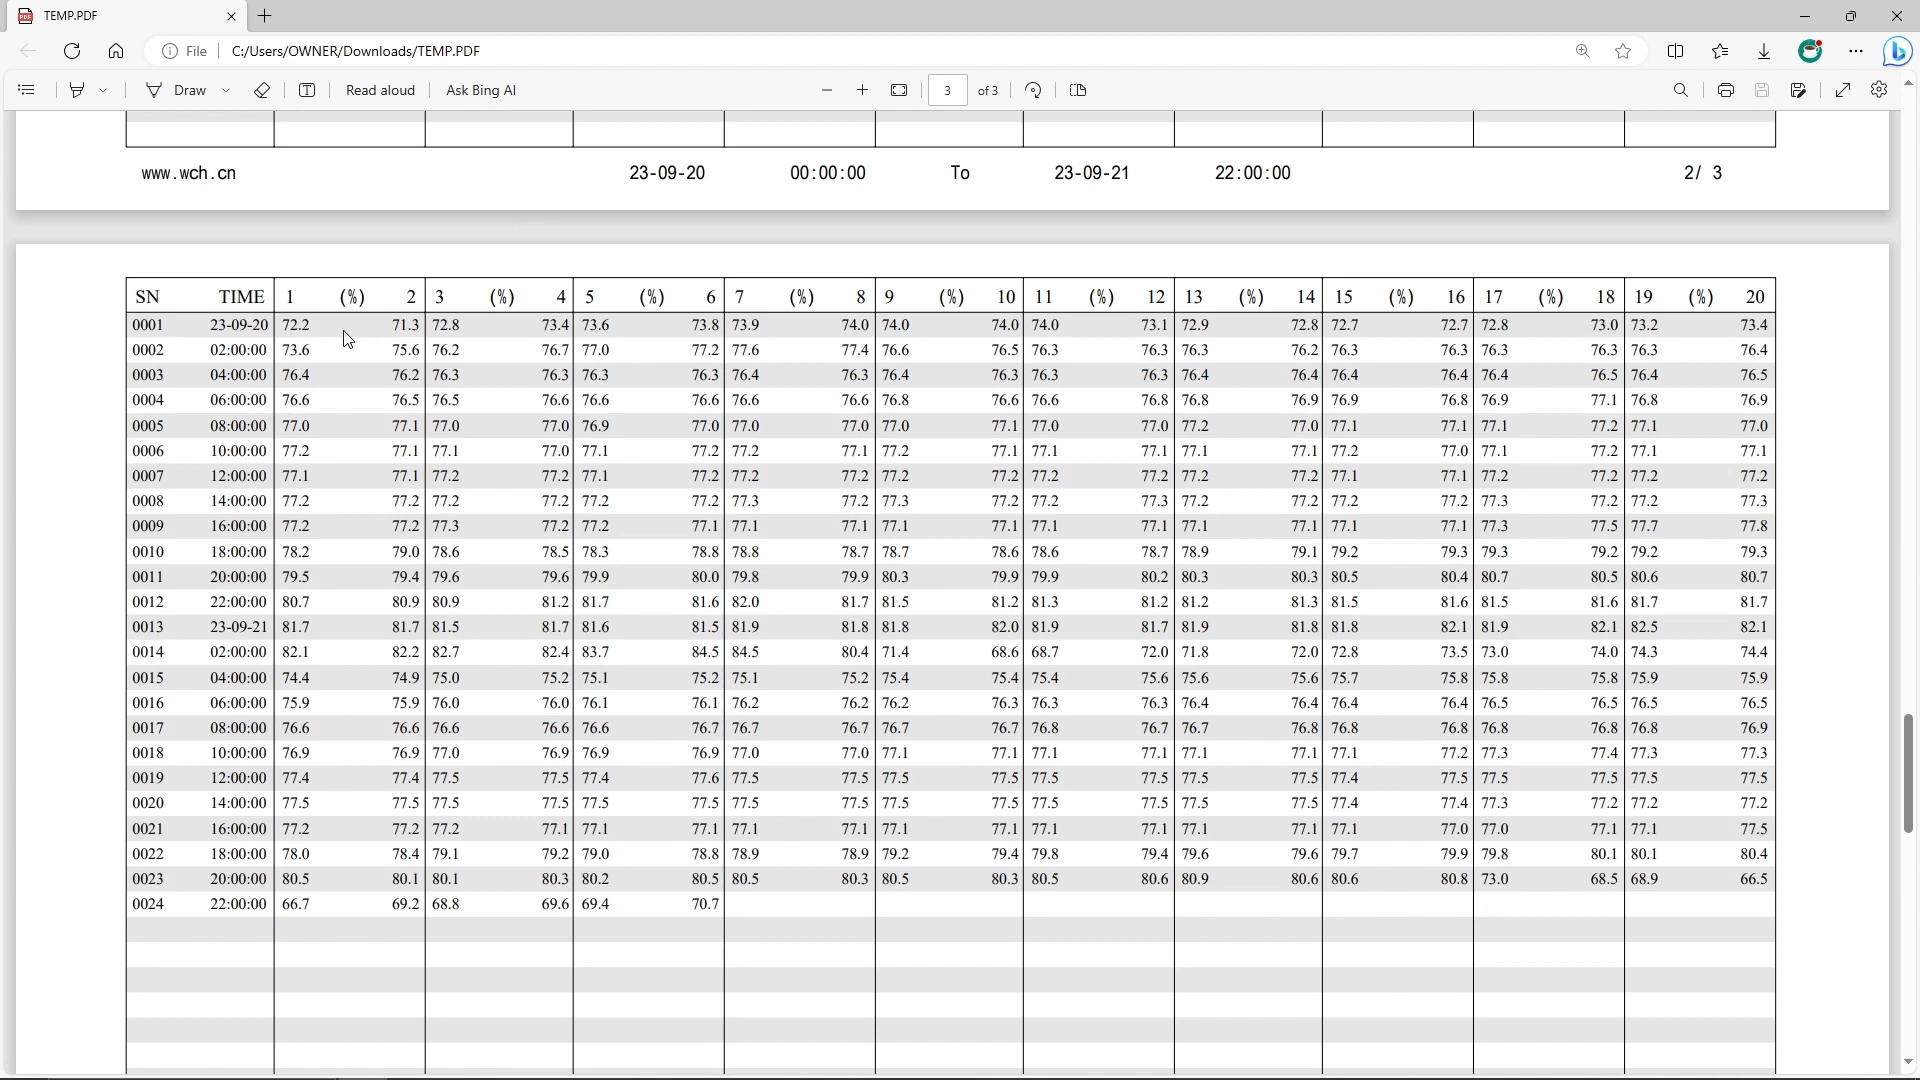 TEMP.PDF
File C:/Users/OWNER/Downloads/TEMP.PDF
Draw Read aloud Ask Bing AI 3 of 3
www.wch.cn 23-09-20 00:00:00 To 23-09-21 22:00:00 2/ 3
SN TIME 1 (%) 2 3 (%) 4 5 (%) 6 7 (%) 8 9 (%) 10 11 (%) 12 13 (%) 14 15 (%) 16 17 (%) 18 19 (%) 20
0001 23-09-20 72.2 71.3 72.8 73.4 73.6 73.8 73.9 74.0 74.0 74.0 74.0 73.1 72.9 72.8 72.7 72.7 72.8 73.0 73.2 73.4
0002 02:00:00 73.6 75.6 76.2 76.7 77.0 77.2 77.6 77.4 76.6 76.5 76.3 76.3 76.3 76.2 76.3 76.3 76.3 76.3 76.3 76.4
0003 04:00:00 76.4 76.2 76.3 76.3 76.3 76.3 76.4 76.3 76.4 76.3 76.3 76.3 76.4 76.4 76.4 76.4 76.4 76.5 76.4 76.5
0004 06:00:00 76.6 76.5 76.5 76.6 76.6 76.6 76.6 76.6 76.8 76.6 76.6 76.8 76.8 76.9 76.9 76.8 76.9 77.1 76.8 76.9
0005 08:00:00 77.0 77.1 77.0 77.0 76.9 77.0 77.0 77.0 77.0 77.1 77.0 77.0 77.2 77.0 77.1 77.1 77.1 77.2 77.1 77.0
0006 10:00:00 77.2 77.1 77.1 77.0 77.1 77.2 77.2 77.1 77.2 77.1 77.1 77.1 77.1 77.1 77.2 77.0 77.1 77.2 77.1 77.1
0007 12:00:00 77.1 77.1 77.2 77.2 77.1 77.2 77.2 77.2 77.2 77.2 77.2 77.2 77.2 77.2 77.1 77.1 77.2 77.2 77.2 77.2
0008 14:00:00 77.2 77.2 77.2 77.2 77.2 77.2 77.3 77.2 77.3 77.2 77.2 77.3 77.2 77.2 77.2 77.2 77.3 77.2 77.2 77.3
0009 16:00:00 77.2 77.2 77.3 77.2 77.2 77.1 77.1 77.1 77.1 77.1 77.1 77.1 77.1 77.1 77.1 77.1 77.3 77.5 77.7 77.8
0010 18:00:00 78.2 79.0 78.6 78.5 78.3 78.8 78.8 78.7 78.7 78.6 78.6 78.7 78.9 79.1 79.2 79.3 79.3 79.2 79.2 79.3
0011 20:00:00 79.5 79.4 79.6 79.6 79.9 80.0 79.8 79.9 80.3 79.9 79.9 80.2 80.3 80.3 80.5 80.4 80.7 80.5 80.6 80.7
0012 22:00:00 80.7 80.9 80.9 81.2 81.7 81.6 82.0 81.7 81.5 81.2 81.3 81.2 81.2 81.3 81.5 81.6 81.5 81.6 81.7 81.7
0013 23-09-21 81.7 81.7 81.5 81.7 81.6 81.5 81.9 81.8 81.8 82.0 81.9 81.7 81.9 81.8 81.8 82.1 81.9 82.1 82.5 82.1
0014 02:00:00 82.1 82.2 82.7 82.4 83.7 84.5 84.5 80.4 71.4 68.6 68.7 72.0 71.8 72.0 72.8 73.5 73.0 74.0 74.3 74.4
0015 04:00:00 74.4 74.9 75.0 75.2 75.1 75.2 75.1 75.2 75.4 75.4 75.4 75.6 75.6 75.6 75.7 75.8 75.8 75.8 75.9 75.9
0016 06:00:00 75.9 75.9 76.0 76.0 76.1 76.1 76.2 76.2 76.2 76.3 76.3 76.3 76.4 76.4 76.4 76.4 76.5 76.5 76.5 76.5
0017 08:00:00 76.6 76.6 76.6 76.6 76.6 76.7 76.7 76.7 76.7 76.7 76.8 76.7 76.7 76.8 76.8 76.8 76.8 76.8 76.8 76.9
0018 10:00:00 76.9 76.9 77.0 76.9 76.9 76.9 77.0 77.0 77.1 77.1 77.1 77.1 77.1 77.1 77.1 77.2 77.3 77.4 77.3 77.3
0019 12:00:00 77.4 77.4 77.5 77.5 77.4 77.6 77.5 77.5 77.5 77.5 77.5 77.5 77.5 77.5 77.4 77.5 77.5 77.5 77.5 77.5
0020 14:00:00 77.5 77.5 77.5 77.5 77.5 77.5 77.5 77.5 77.5 77.5 77.5 77.5 77.5 77.5 77.4 77.4 77.3 77.2 77.2 77.2
0021 16:00:00 77.2 77.2 77.2 77.1 77.1 77.1 77.1 77.1 77.1 77.1 77.1 77.1 77.1 77.1 77.1 77.0 77.0 77.1 77.1 77.5
0022 18:00:00 78.0 78.4 79.1 79.2 79.0 78.8 78.9 78.9 79.2 79.4 79.8 79.4 79.6 79.6 79.7 79.9 79.8 80.1 80.1 80.4
0023 20:00:00 80.5 80.1 80.1 80.3 80.2 80.5 80.5 80.3 80.5 80.3 80.5 80.6 80.9 80.6 80.6 80.8 73.0 68.5 68.9 66.5
0024 22:00:00 66.7 69.2 68.8 69.6 69.4 70.7